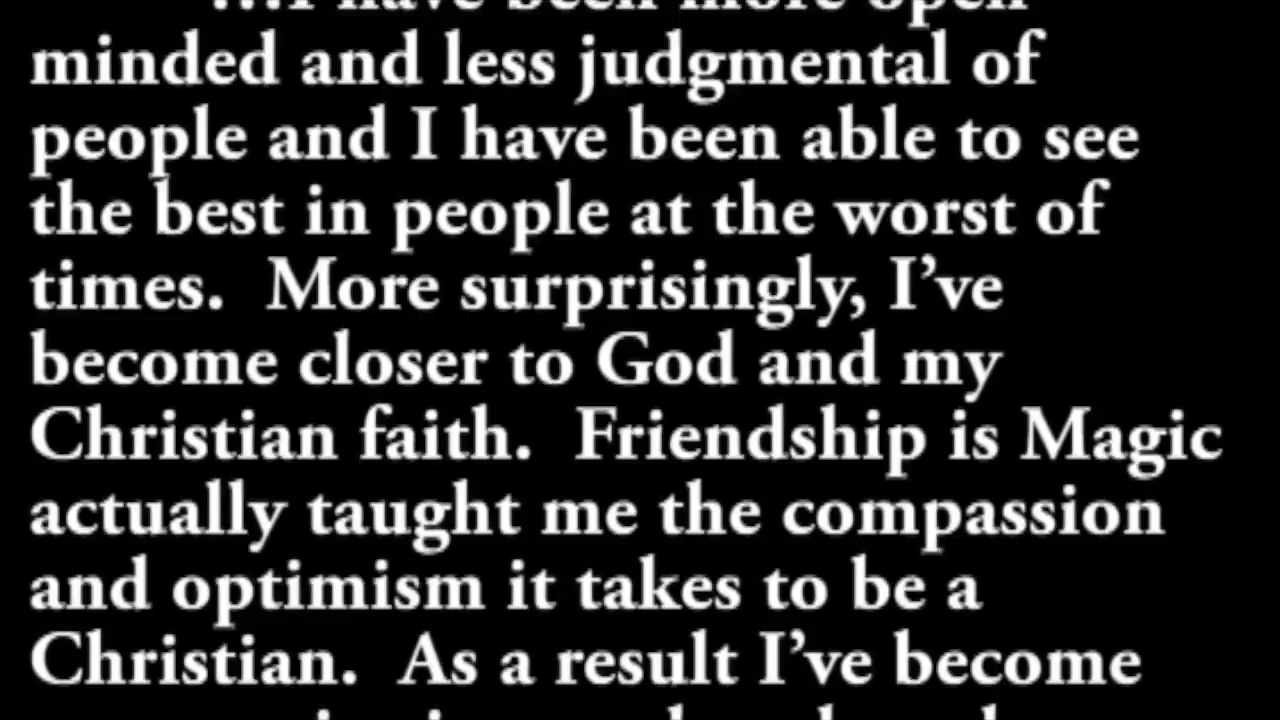 ...I have been more open
minded and less judgmental of
people and I have been able to see
the best in people at the worst of
times.  More surprisingly, I’ve
become closer to God and my
Christian faith.  Friendship is Magic
actually taught me the compassion
and optimism it takes to be a
Christian.  As a result I’ve become